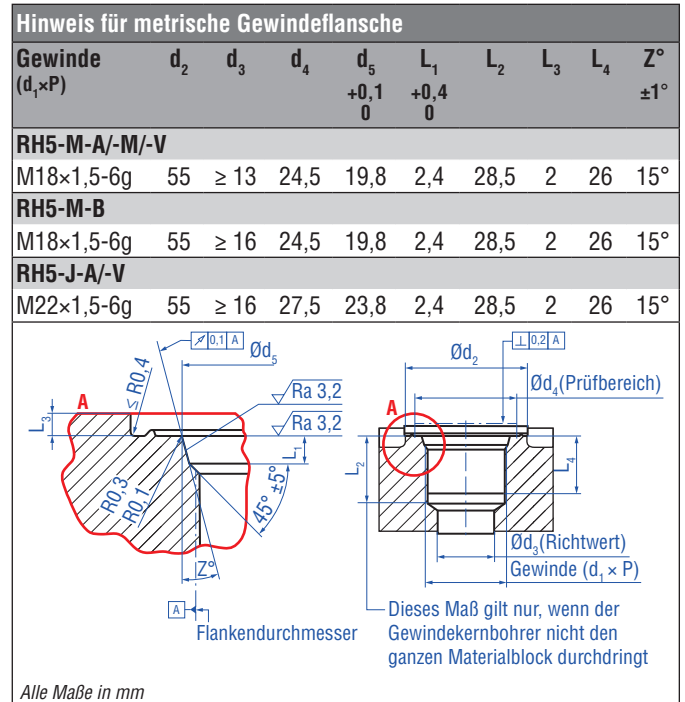 Hinweis für metrische Gewindeflansche
Gewinde (d₁×P) d₂ d₃ d₄ d₅ +0,1 0 L₁ +0,4 0 L₂ L₃ L₄ Z° ±1°
RH5-M-A/-M/-V
M18×1,5-6g 55 ≥ 13 24,5 19,8 2,4 28,5 2 26 15°
RH5-M-B
M18×1,5-6g 55 ≥ 16 24,5 19,8 2,4 28,5 2 26 15°
RH5-J-A/-V
M22×1,5-6g 55 ≥ 16 27,5 23,8 2,4 28,5 2 26 15°
0,1 A
Ød₅
≤ R0,4
A
Ra 3,2
Ra 3,2
L₃
L₁
R0,3
R0,1
45° ±5°
Z°
A
Flankendurchmesser
⊥ 0,2 A
Ød₂
Ød₄(Prüfbereich)
A
L₂
L₄
Ød₃(Richtwert)
Gewinde (d₁ × P)
Dieses Maß gilt nur, wenn der
Gewindekernbohrer nicht den
ganzen Materialblock durchdringt
Alle Maße in mm